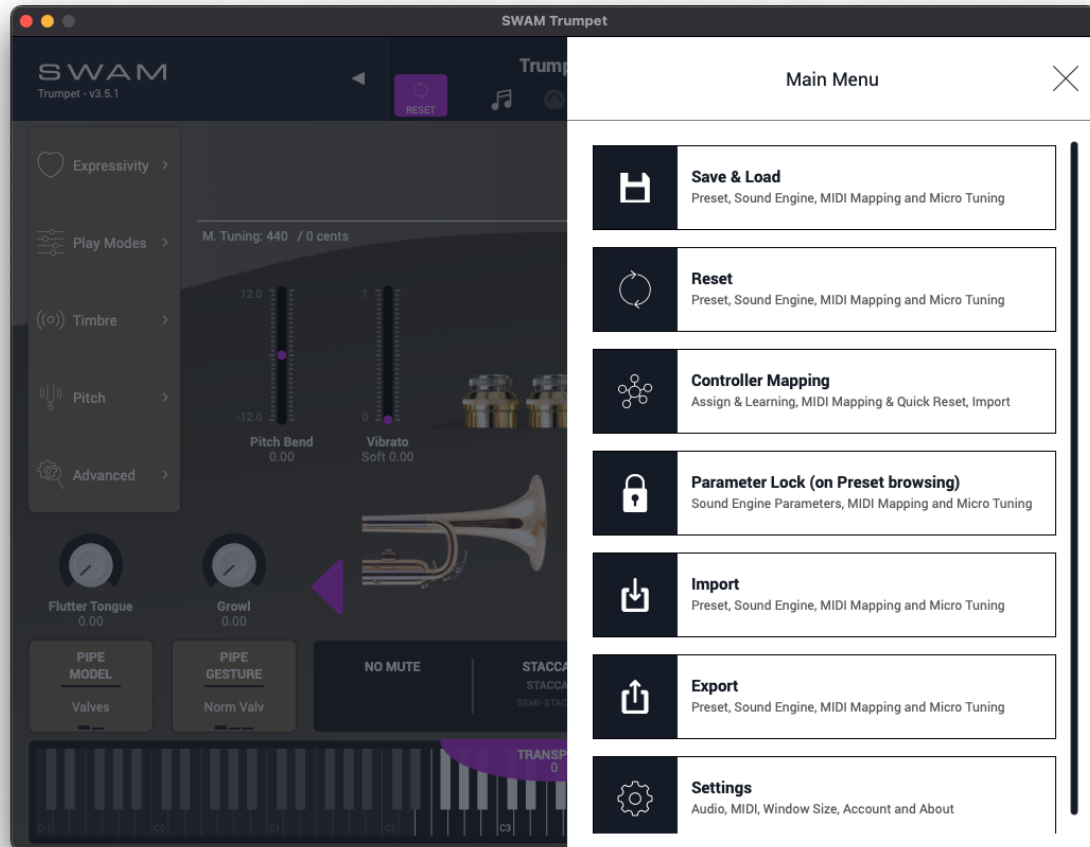 SWAM Trumpet
SWAM
Trumpet - v3.5.1
RESET
Main Menu
Expressivity
Play Modes
Timbre
Pitch
Advanced
M. Tuning: 440 / 0 cents
12.0
-12.0
Pitch Bend
0.00
1
0
Vibrato
Soft 0.00
Flutter Tongue
0.00
Growl
0.00
PIPE
MODEL
Valves
PIPE
GESTURE
Norm Valv
NO MUTE
C-1
C0
C1
C2
C3
0
Save & Load
Preset, Sound Engine, MIDI Mapping and Micro Tuning
Reset
Preset, Sound Engine, MIDI Mapping and Micro Tuning
Controller Mapping
Assign & Learning, MIDI Mapping & Quick Reset, Import
Parameter Lock (on Preset browsing)
Sound Engine Parameters, MIDI Mapping and Micro Tuning
Import
Preset, Sound Engine, MIDI Mapping and Micro Tuning
Export
Preset, Sound Engine, MIDI Mapping and Micro Tuning
Settings
Audio, MIDI, Window Size, Account and About